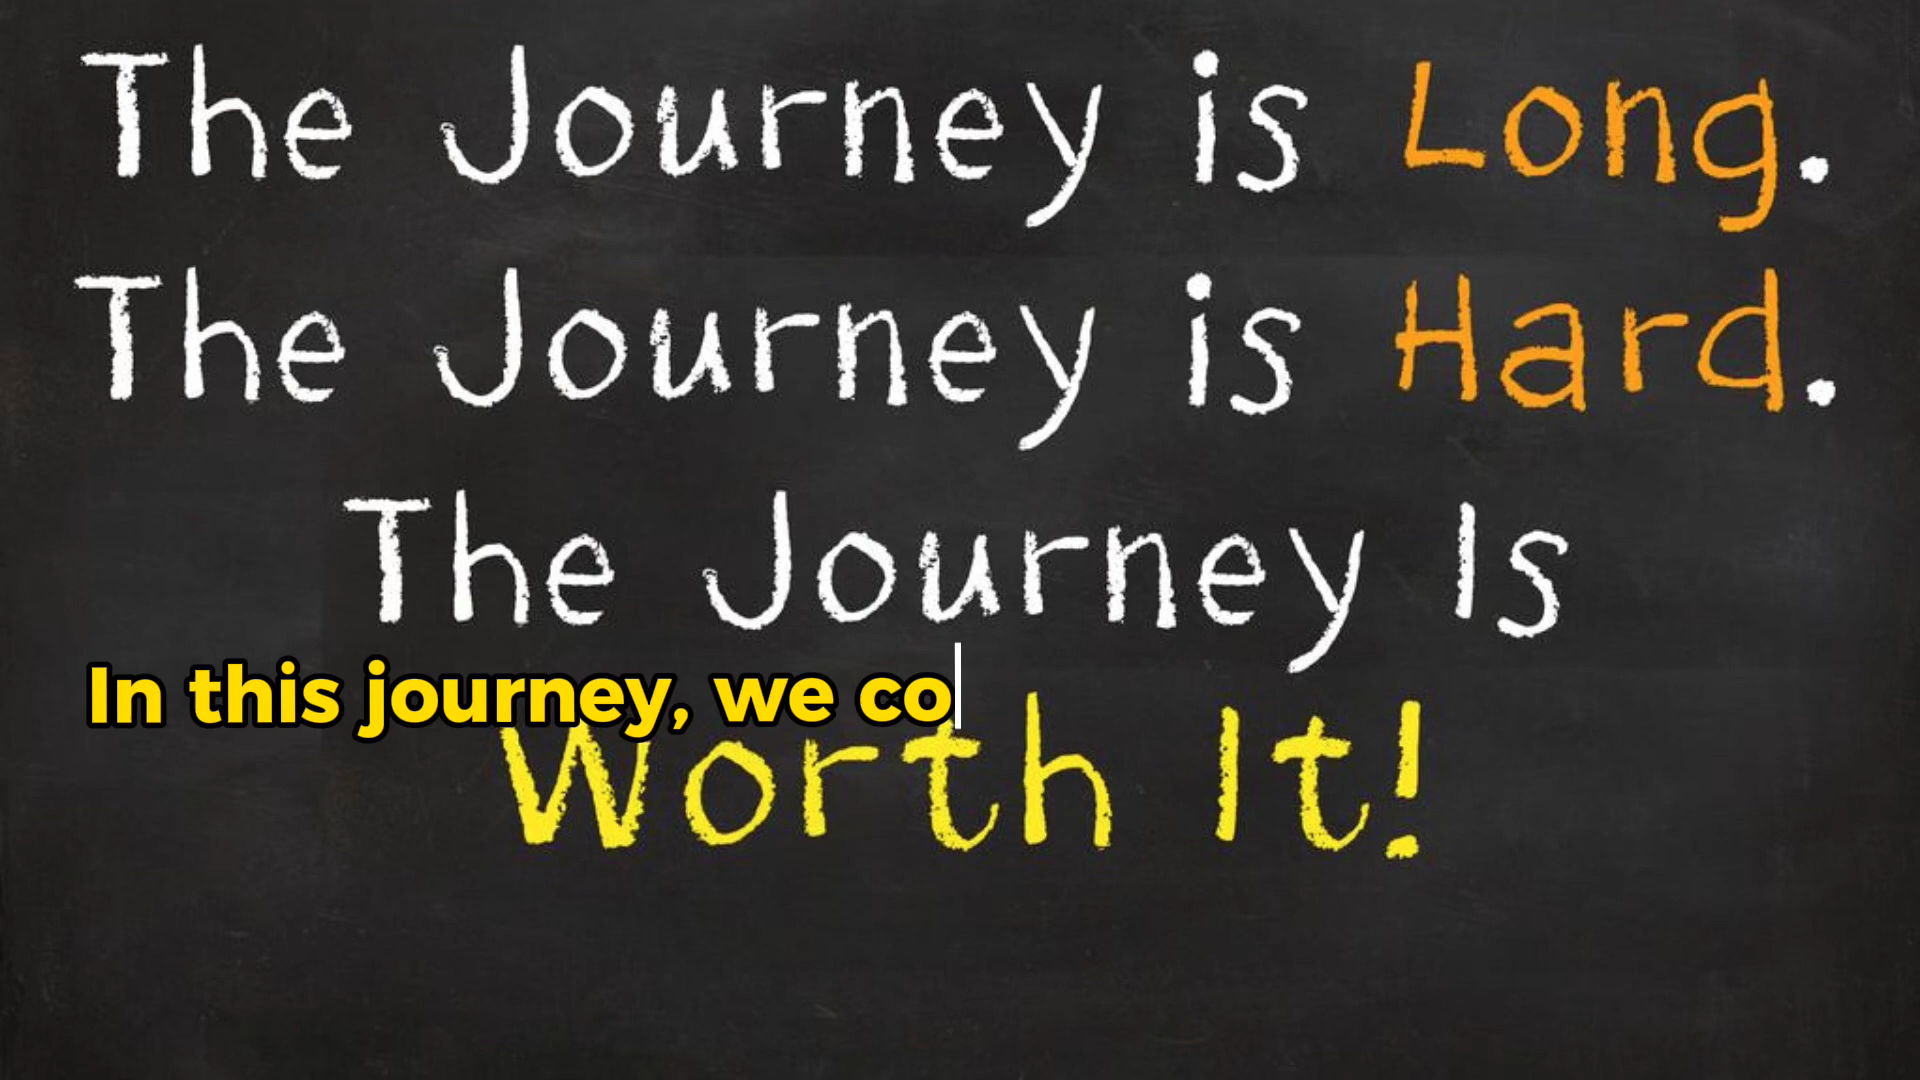 The Journey is Long.
The Journey is Hard.
The Journey Is
In this journey, we co
Worth It!